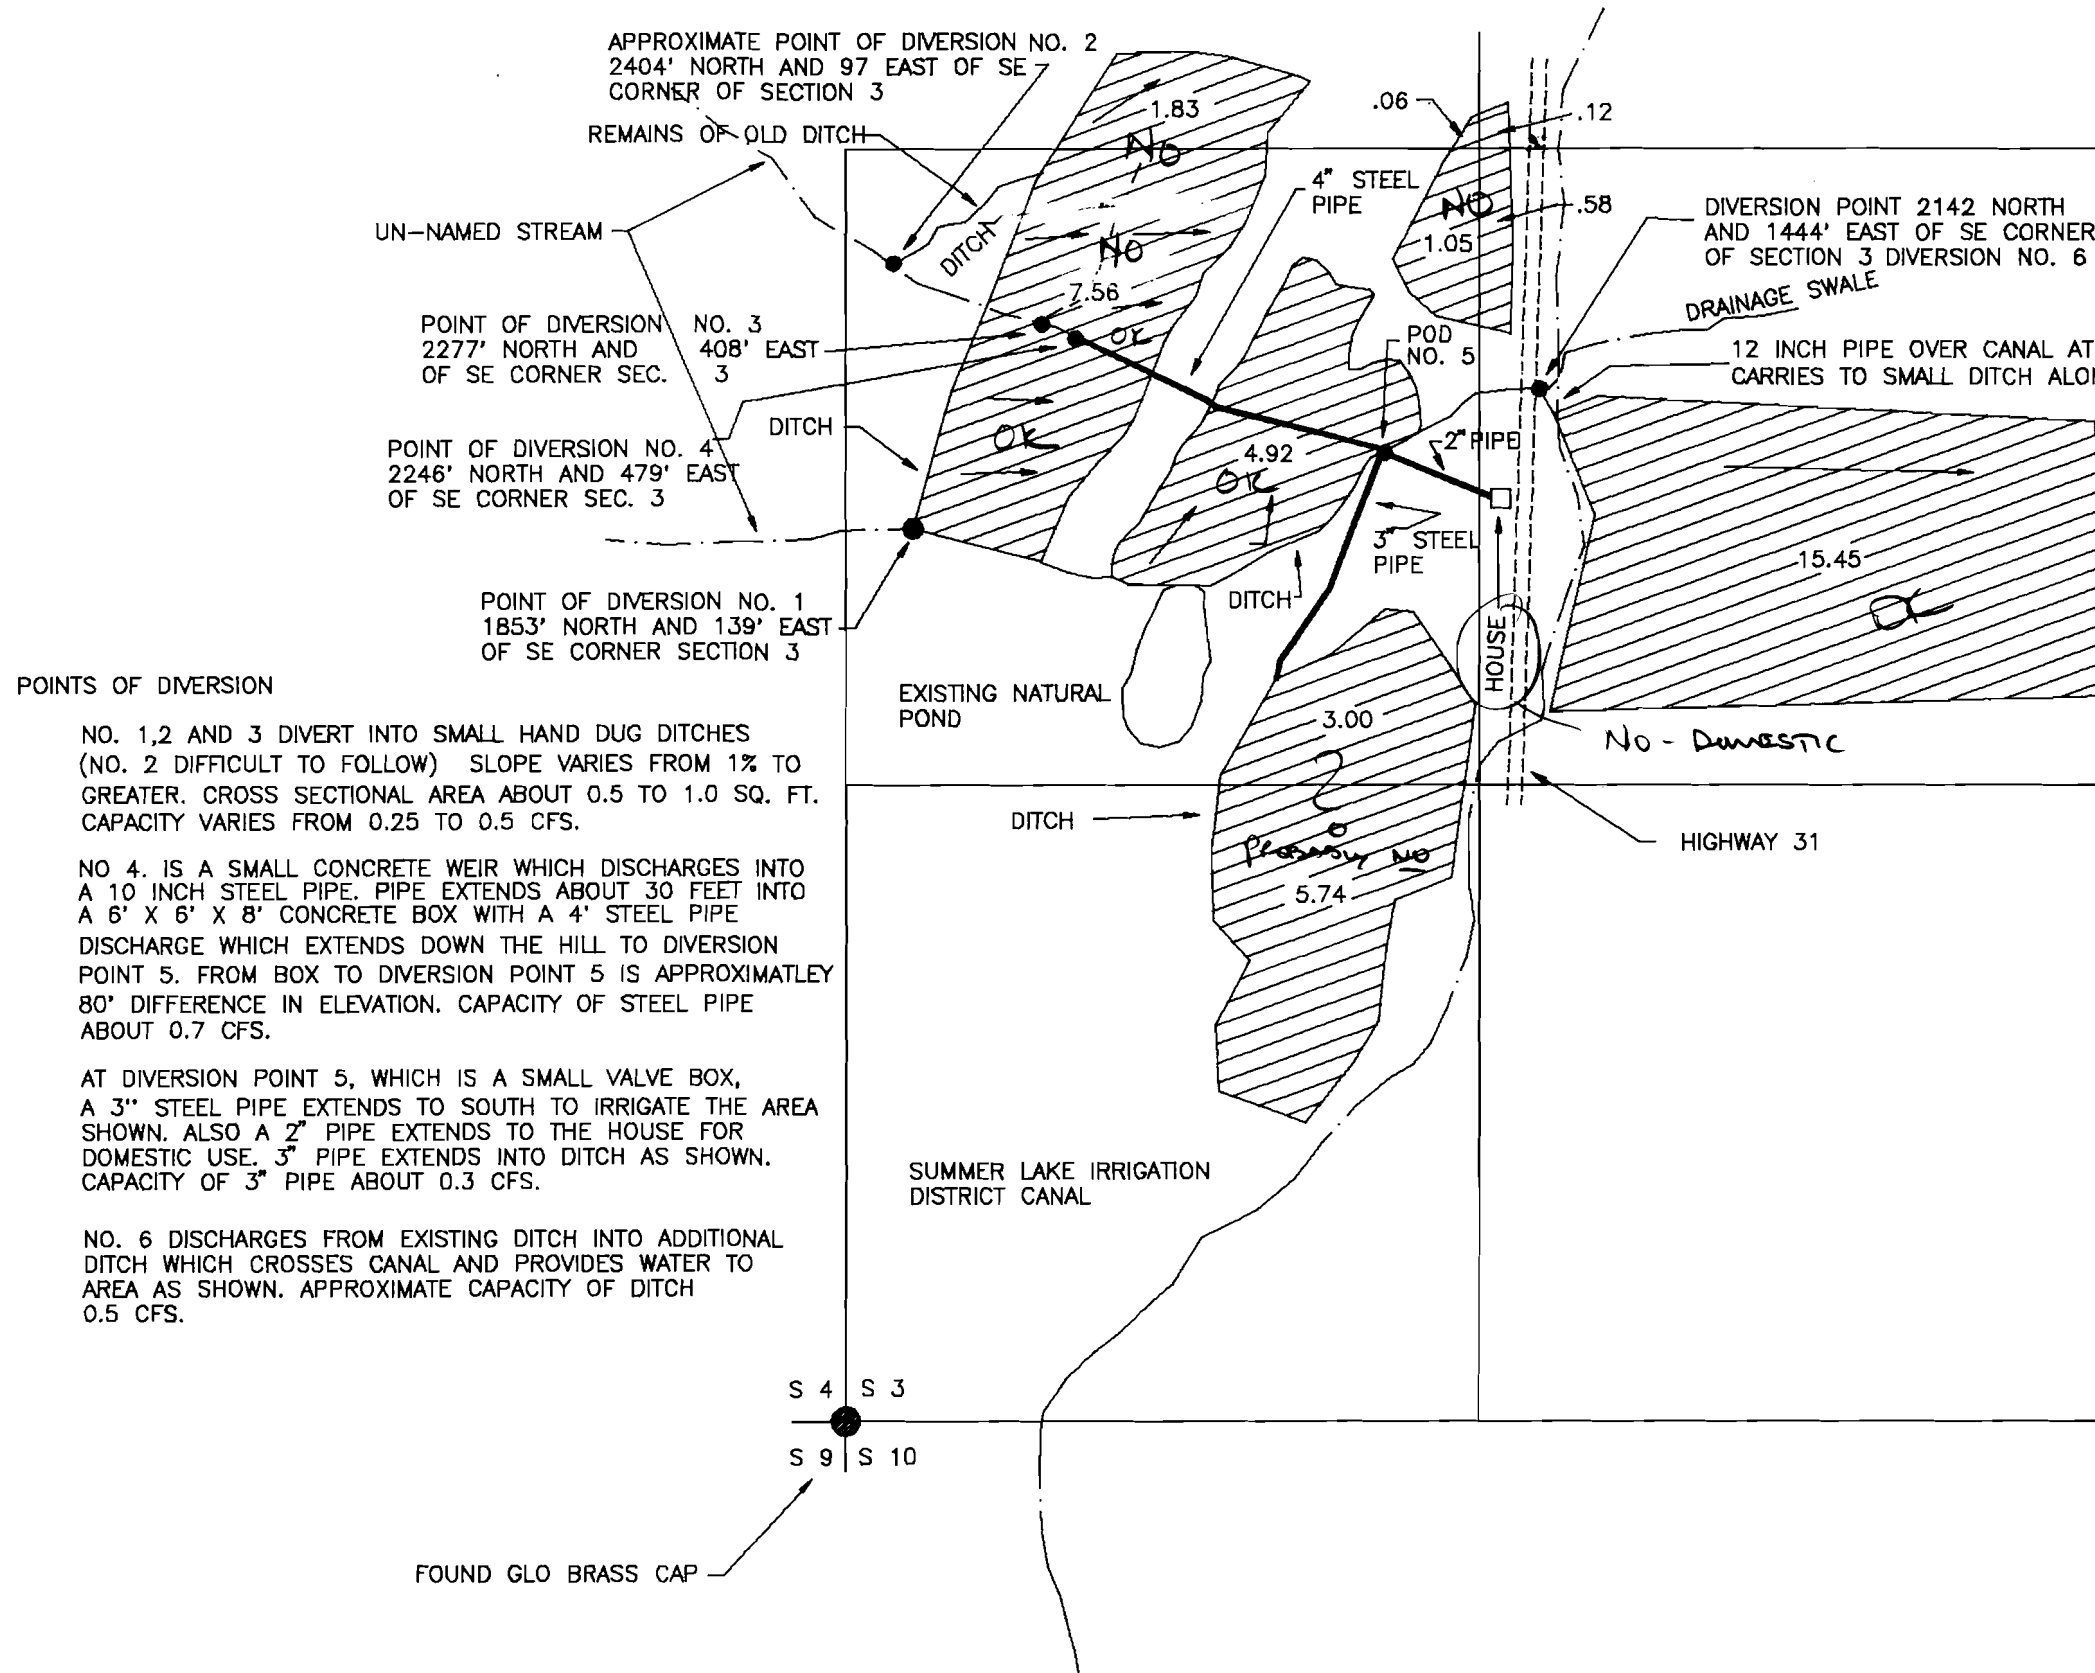 APPROXIMATE POINT OF DIVERSION NO. 2
2404' NORTH AND 97 EAST OF SE
CORNER OF SECTION 3
REMAINS OF OLD DITCH
UN-NAMED STREAM
POINT OF DIVERSION NO. 3
2277' NORTH AND 408' EAST
OF SE CORNER SEC. 3
DITCH
POINT OF DIVERSION NO. 4
2246' NORTH AND 479' EAST
OF SE CORNER SEC. 3
POINT OF DIVERSION NO. 1
1853' NORTH AND 139' EAST
OF SE CORNER SECTION 3
1.83
NO
DITCH
NO
7.56
OK
OK
4" STEEL
PIPE
.06
.12
NO
.58
1.05
DIVERSION POINT 2142 NORTH
AND 1444' EAST OF SE CORNER
OF SECTION 3 DIVERSION NO. 6
DRAINAGE SWALE
12 INCH PIPE OVER CANAL AT
CARRIES TO SMALL DITCH ALON
POD
NO. 5
4.92
OK
2" PIPE
3" STEEL
PIPE
DITCH
HOUSE
15.45
OK
NO - DOMESTIC
EXISTING NATURAL
POND
3.00
?
PROBABLY NO
5.74
DITCH
HIGHWAY 31
POINTS OF DIVERSION
NO. 1,2 AND 3 DIVERT INTO SMALL HAND DUG DITCHES
(NO. 2 DIFFICULT TO FOLLOW) SLOPE VARIES FROM 1% TO
GREATER. CROSS SECTIONAL AREA ABOUT 0.5 TO 1.0 SQ. FT.
CAPACITY VARIES FROM 0.25 TO 0.5 CFS.
NO 4. IS A SMALL CONCRETE WEIR WHICH DISCHARGES INTO
A 10 INCH STEEL PIPE. PIPE EXTENDS ABOUT 30 FEET INTO
A 6' X 6' X 8' CONCRETE BOX WITH A 4' STEEL PIPE
DISCHARGE WHICH EXTENDS DOWN THE HILL TO DIVERSION
POINT 5. FROM BOX TO DIVERSION POINT 5 IS APPROXIMATLEY
80' DIFFERENCE IN ELEVATION. CAPACITY OF STEEL PIPE
ABOUT 0.7 CFS.
AT DIVERSION POINT 5, WHICH IS A SMALL VALVE BOX,
A 3'' STEEL PIPE EXTENDS TO SOUTH TO IRRIGATE THE AREA
SHOWN. ALSO A 2" PIPE EXTENDS TO THE HOUSE FOR
DOMESTIC USE. 3" PIPE EXTENDS INTO DITCH AS SHOWN.
CAPACITY OF 3" PIPE ABOUT 0.3 CFS.
NO. 6 DISCHARGES FROM EXISTING DITCH INTO ADDITIONAL
DITCH WHICH CROSSES CANAL AND PROVIDES WATER TO
AREA AS SHOWN. APPROXIMATE CAPACITY OF DITCH
0.5 CFS.
SUMMER LAKE IRRIGATION
DISTRICT CANAL
S 4 S 3
S 9 S 10
FOUND GLO BRASS CAP